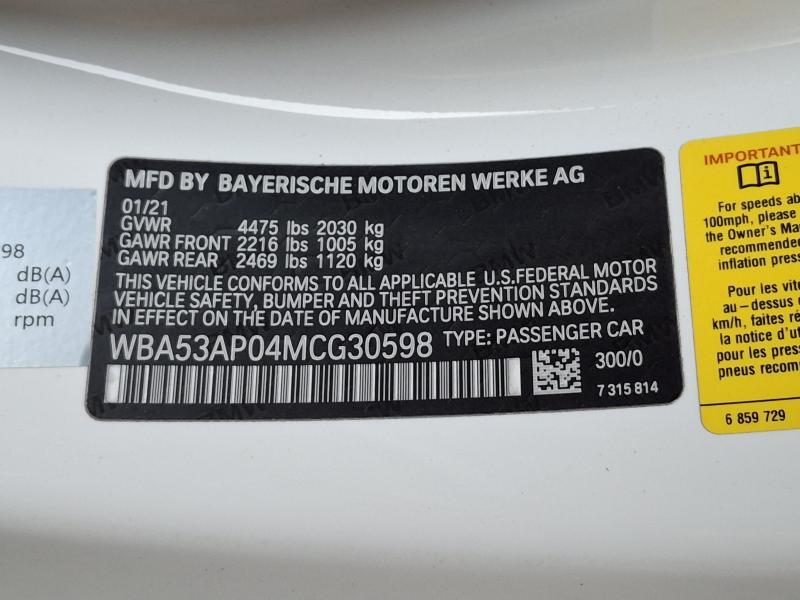 MFD BY BAYERISCHE MOTOREN WERKE AG
01/21
GVWR 4475 lbs 2030 kg
GAWR FRONT 2216 lbs 1005 kg
GAWR REAR 2469 lbs 1120 kg
THIS VEHICLE CONFORMS TO ALL APPLICABLE U.S.FEDERAL MOTOR
VEHICLE SAFETY, BUMPER AND THEFT PREVENTION STANDARDS
IN EFFECT ON THE DATE OF MANUFACTURE SHOWN ABOVE.
WBA53AP04MCG30598 TYPE: PASSENGER CAR
300/0
7 315 814
98
dB(A)
dB(A)
rpm
IMPORTANT
i
For speeds ab
100mph, please
the Owner's Ma
recommended
inflation press
Pour les vite
au-dessus
km/h, faites ré
la notice d'ut
pour les
pneus recom
6 859 729